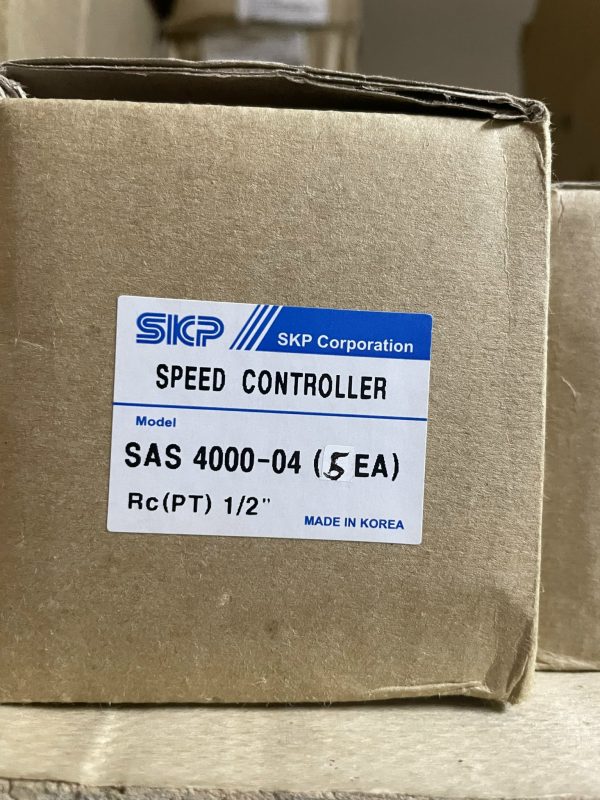 SKP SKP Corporation
SPEED CONTROLLER
Model
SAS 4000-04 (5 EA)
Rc(PT) 1/2"
MADE IN KOREA